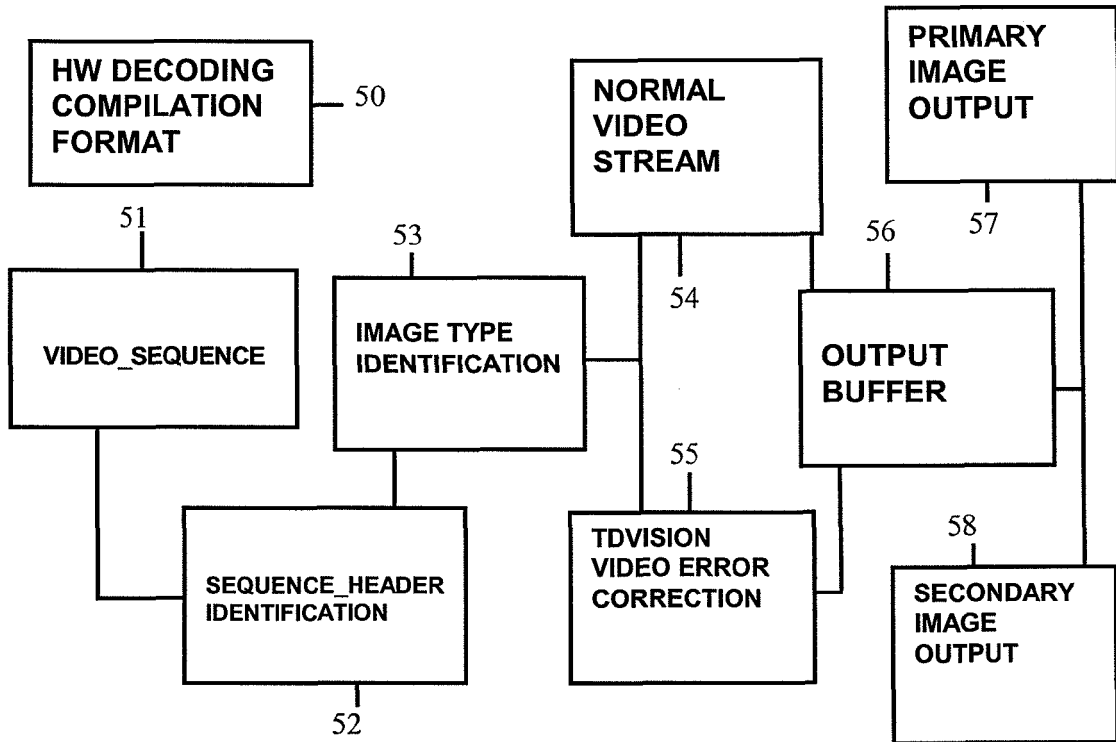 HW DECODING
COMPILATION
FORMAT
50
51
VIDEO_SEQUENCE
SEQUENCE_HEADER
IDENTIFICATION
52
53
IMAGE TYPE
IDENTIFICATION
NORMAL
VIDEO
STREAM
54
55
TDVISION
VIDEO ERROR
CORRECTION
56
OUTPUT
BUFFER
PRIMARY
IMAGE
OUTPUT
57
58
SECONDARY
IMAGE
OUTPUT